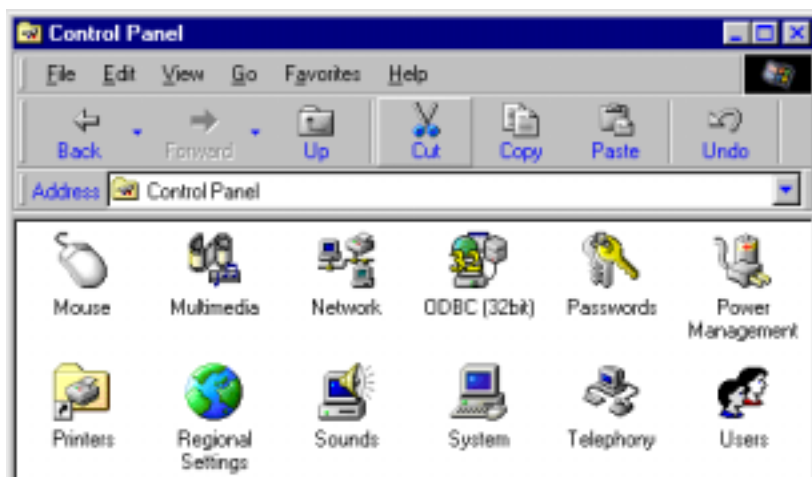 Control Panel
File Edit View Go Favorites Help
Back Forward Up Cut Copy Paste Undo
Address Control Panel
32
Mouse Multimedia Network ODBC (32bit) Passwords Power Management
Printers Regional Settings Sounds System Telephony Users